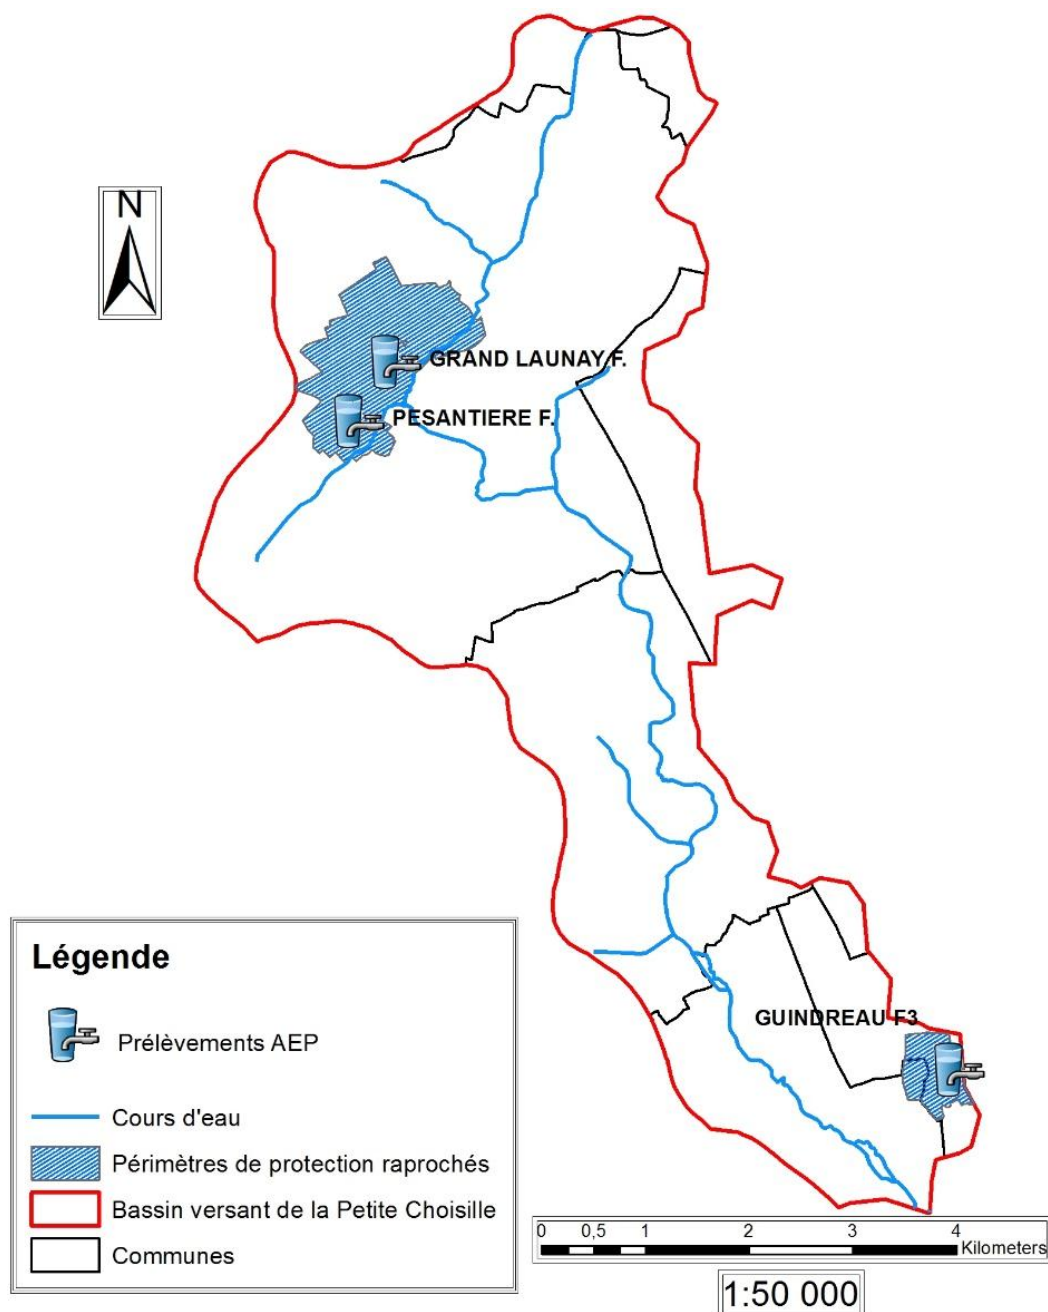 N
GRAND LAUNAY F.
PESANTIERE F.
GUINDREAU F3
Légende
Prélèvements AEP
Cours d'eau
Périmètres de protection raprochés
Bassin versant de la Petite Choisille
Communes
0 0,5 1 2 3 4
Kilometers
1:50 000